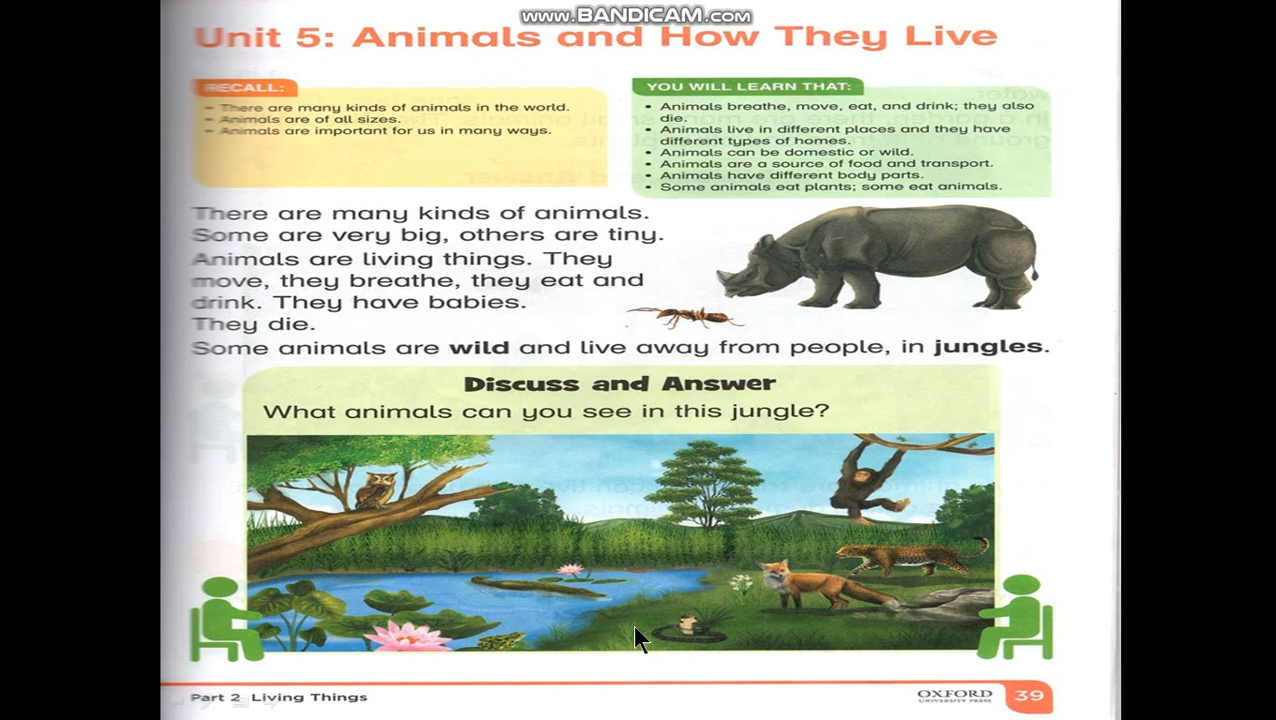 www.BANDICAM.com
Unit 5: Animals and How They Live
RECALL:
– There are many kinds of animals in the world.
– Animals are of all sizes.
– Animals are important for us in many ways.
YOU WILL LEARN THAT:
• Animals breathe, move, eat, and drink; they also
die.
• Animals live in different places and they have
different types of homes.
• Animals can be domestic or wild.
• Animals are a source of food and transport.
• Animals have different body parts.
• Some animals eat plants; some eat animals.
There are many kinds of animals.
Some are very big, others are tiny.
Animals are living things. They
move, they breathe, they eat and
drink. They have babies.
They die.
Some animals are wild and live away from people, in jungles.
Discuss and Answer
What animals can you see in this jungle?
Part 2 Living Things
OXFORD
UNIVERSITY PRESS
39